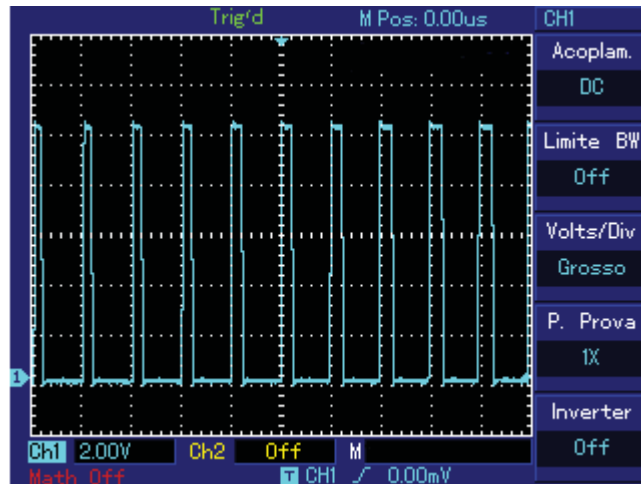 Trig'd M Pos: 0.00us CH1
Acoplam.
DC
Limite BW
Off
Volts/Div
Grosso
P. Prova
1X
Inverter
Off
1
Ch1 2.00V Ch2 Off M
Math Off T CH1 0.00mV